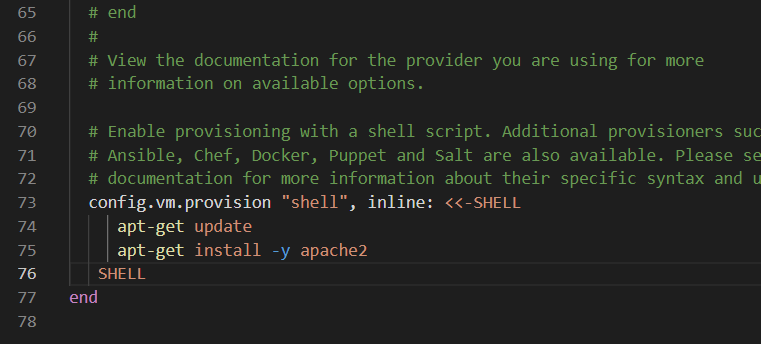 65 # end
66 #
67 # View the documentation for the provider you are using for more
68 # information on available options.
69
70 # Enable provisioning with a shell script. Additional provisioners suc
71 # Ansible, Chef, Docker, Puppet and Salt are also available. Please se
72 # documentation for more information about their specific syntax and u
73 config.vm.provision "shell", inline: <<-SHELL
74 apt-get update
75 apt-get install -y apache2
76 SHELL
77 end
78